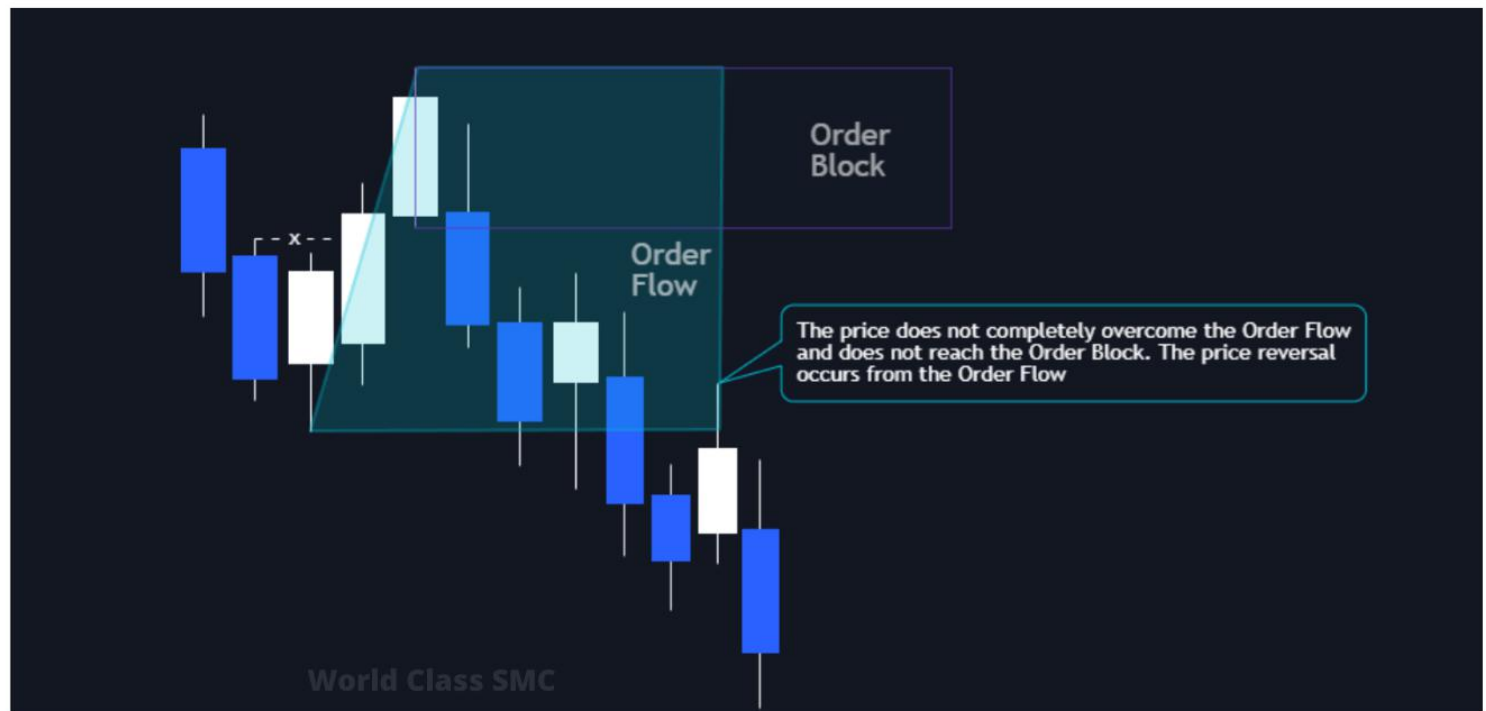 Order
Block
x
Order
Flow
The price does not completely overcome the Order Flow
and does not reach the Order Block. The price reversal
occurs from the Order Flow
World Class SMC